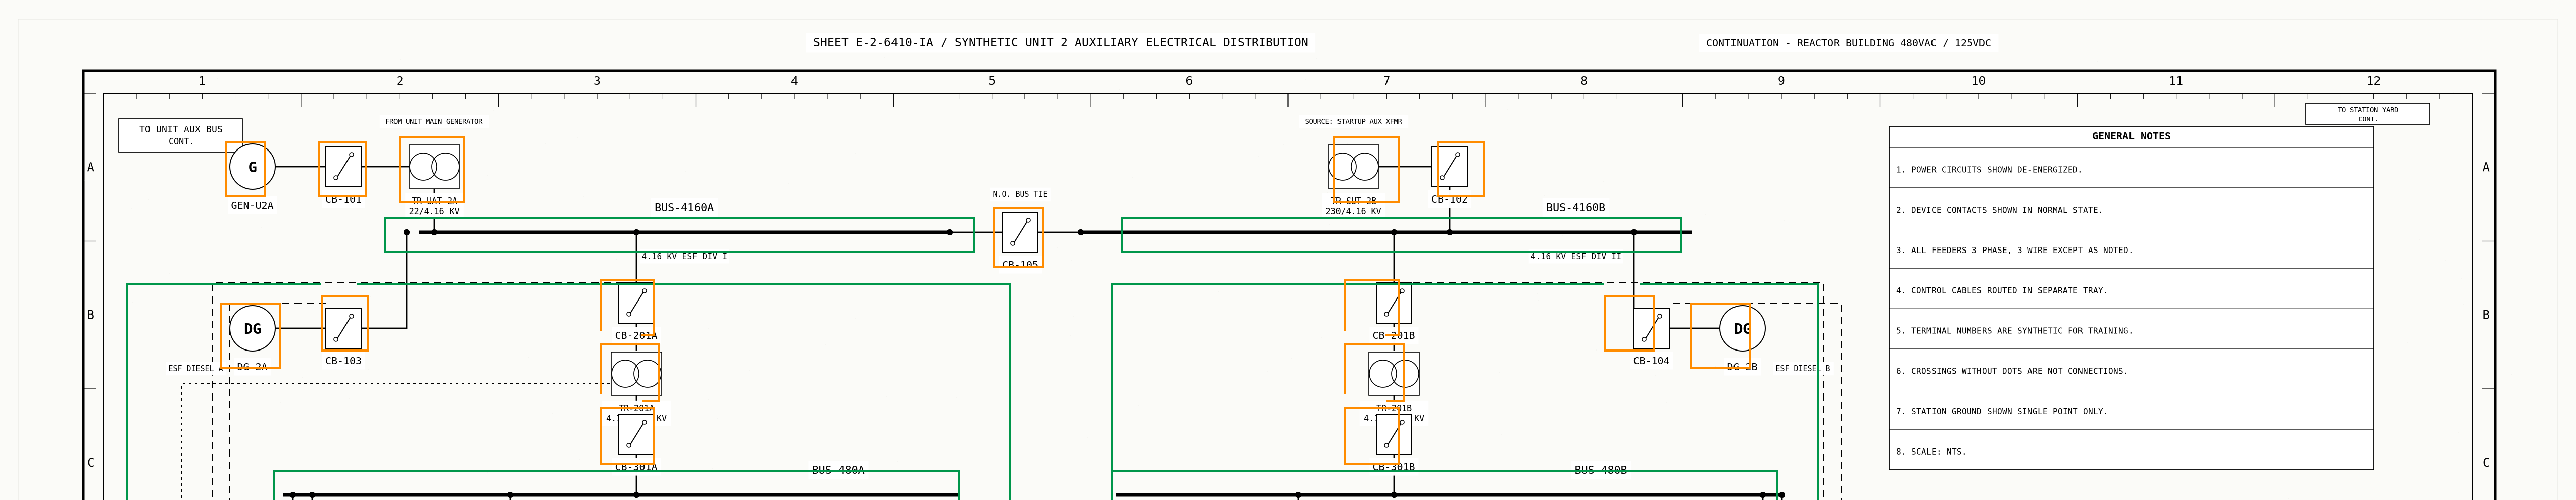 SHEET E-2-6410-IA / SYNTHETIC UNIT 2 AUXILIARY ELECTRICAL DISTRIBUTION
CONTINUATION - REACTOR BUILDING 480VAC / 125VDC
1 2 3 4 5 6 7 8 9 10 11 12
TO STATION YARD
CONT.
FROM UNIT MAIN GENERATOR
SOURCE: STARTUP AUX XFMR
TO UNIT AUX BUS
CONT.
GENERAL NOTES
A
G
A
1. POWER CIRCUITS SHOWN DE-ENERGIZED.
N.O. BUS TIE
GEN-U2A
CB-101
TR-UAT-2A
22/4.16 KV
BUS-4160A
TR-SUT-2B
230/4.16 KV
CB-102
BUS-4160B
2. DEVICE CONTACTS SHOWN IN NORMAL STATE.
4.16 KV ESF DIV I
CB-105
4.16 KV ESF DIV II
3. ALL FEEDERS 3 PHASE, 3 WIRE EXCEPT AS NOTED.
4. CONTROL CABLES ROUTED IN SEPARATE TRAY.
B
DG
DG
B
CB-201A
CB-201B
5. TERMINAL NUMBERS ARE SYNTHETIC FOR TRAINING.
CB-103
CB-104
ESF DIESEL A
DG-2A
DG-2B
ESF DIESEL B
6. CROSSINGS WITHOUT DOTS ARE NOT CONNECTIONS.
TR-201A
KV
TR-201B
KV
7. STATION GROUND SHOWN SINGLE POINT ONLY.
8. SCALE: NTS.
C
CB-301A
BUS-480A
CB-301B
BUS-480B
C